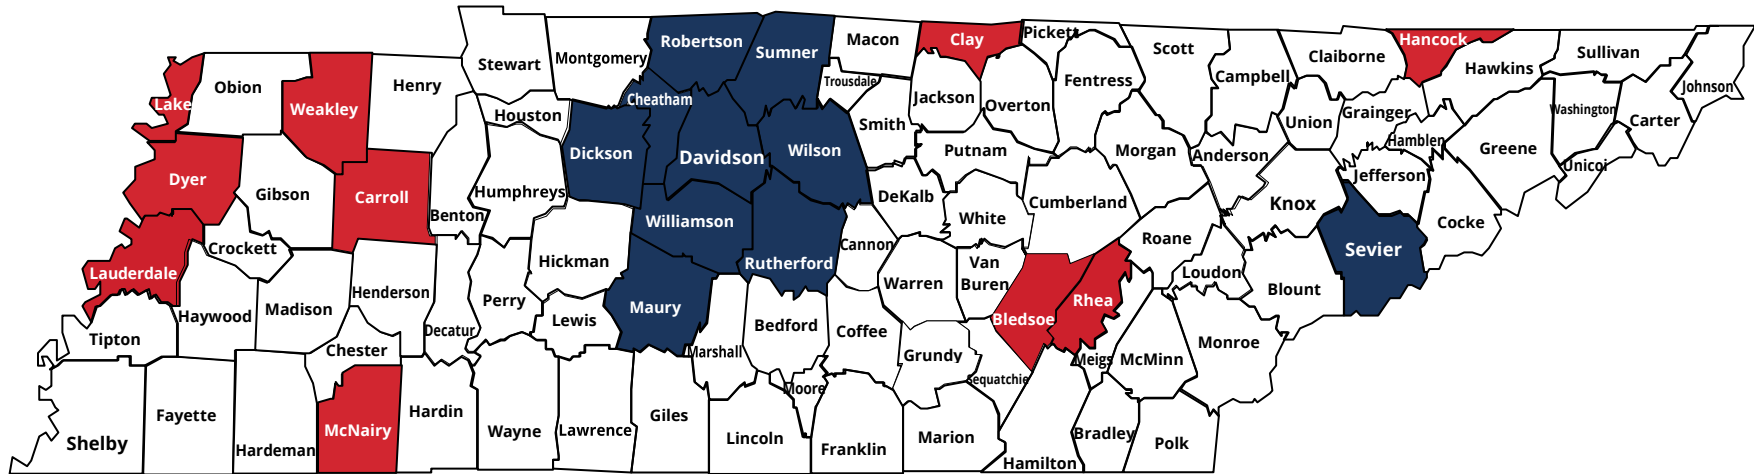 Pickett
Robertson
Macon
Clay
Hancock
Scott
Sumner
Sullivan
Claiborne
Montgomery
Stewart
Hawkins
Campbell
Fentress
Trousdale
Henry
Obion
Johnson
Jackson
Cheatham
Lake
Overton
Weakley
Washington
Grainger
Houston
Carter
Union
Smith
Hamblen
Greene
Putnam
Morgan
Wilson
Dickson
Davidson
Anderson
Unicoi
Jefferson
Dyer
Humphreys
Gibson
Carroll
DeKalb
Cumberland
Knox
Benton
White
Williamson
Cocke
Roane
Cannon
Crockett
Sevier
Hickman
Van
Buren
Rutherford
Lauderdale
Loudon
Warren
Blount
Henderson
Perry
Rhea
Maury
Madison
Haywood
Bledsoe
Lewis
Bedford
Decatur
Coffee
Tipton
Monroe
Chester
Marshall
Grundy
Meigs
McMinn
Sequatchie
Moore
Hardin
Fayette
Giles
McNairy
Wayne
Lawrence
Bradley
Lincoln
Marion
Shelby
Polk
Hardeman
Franklin
Hamilton